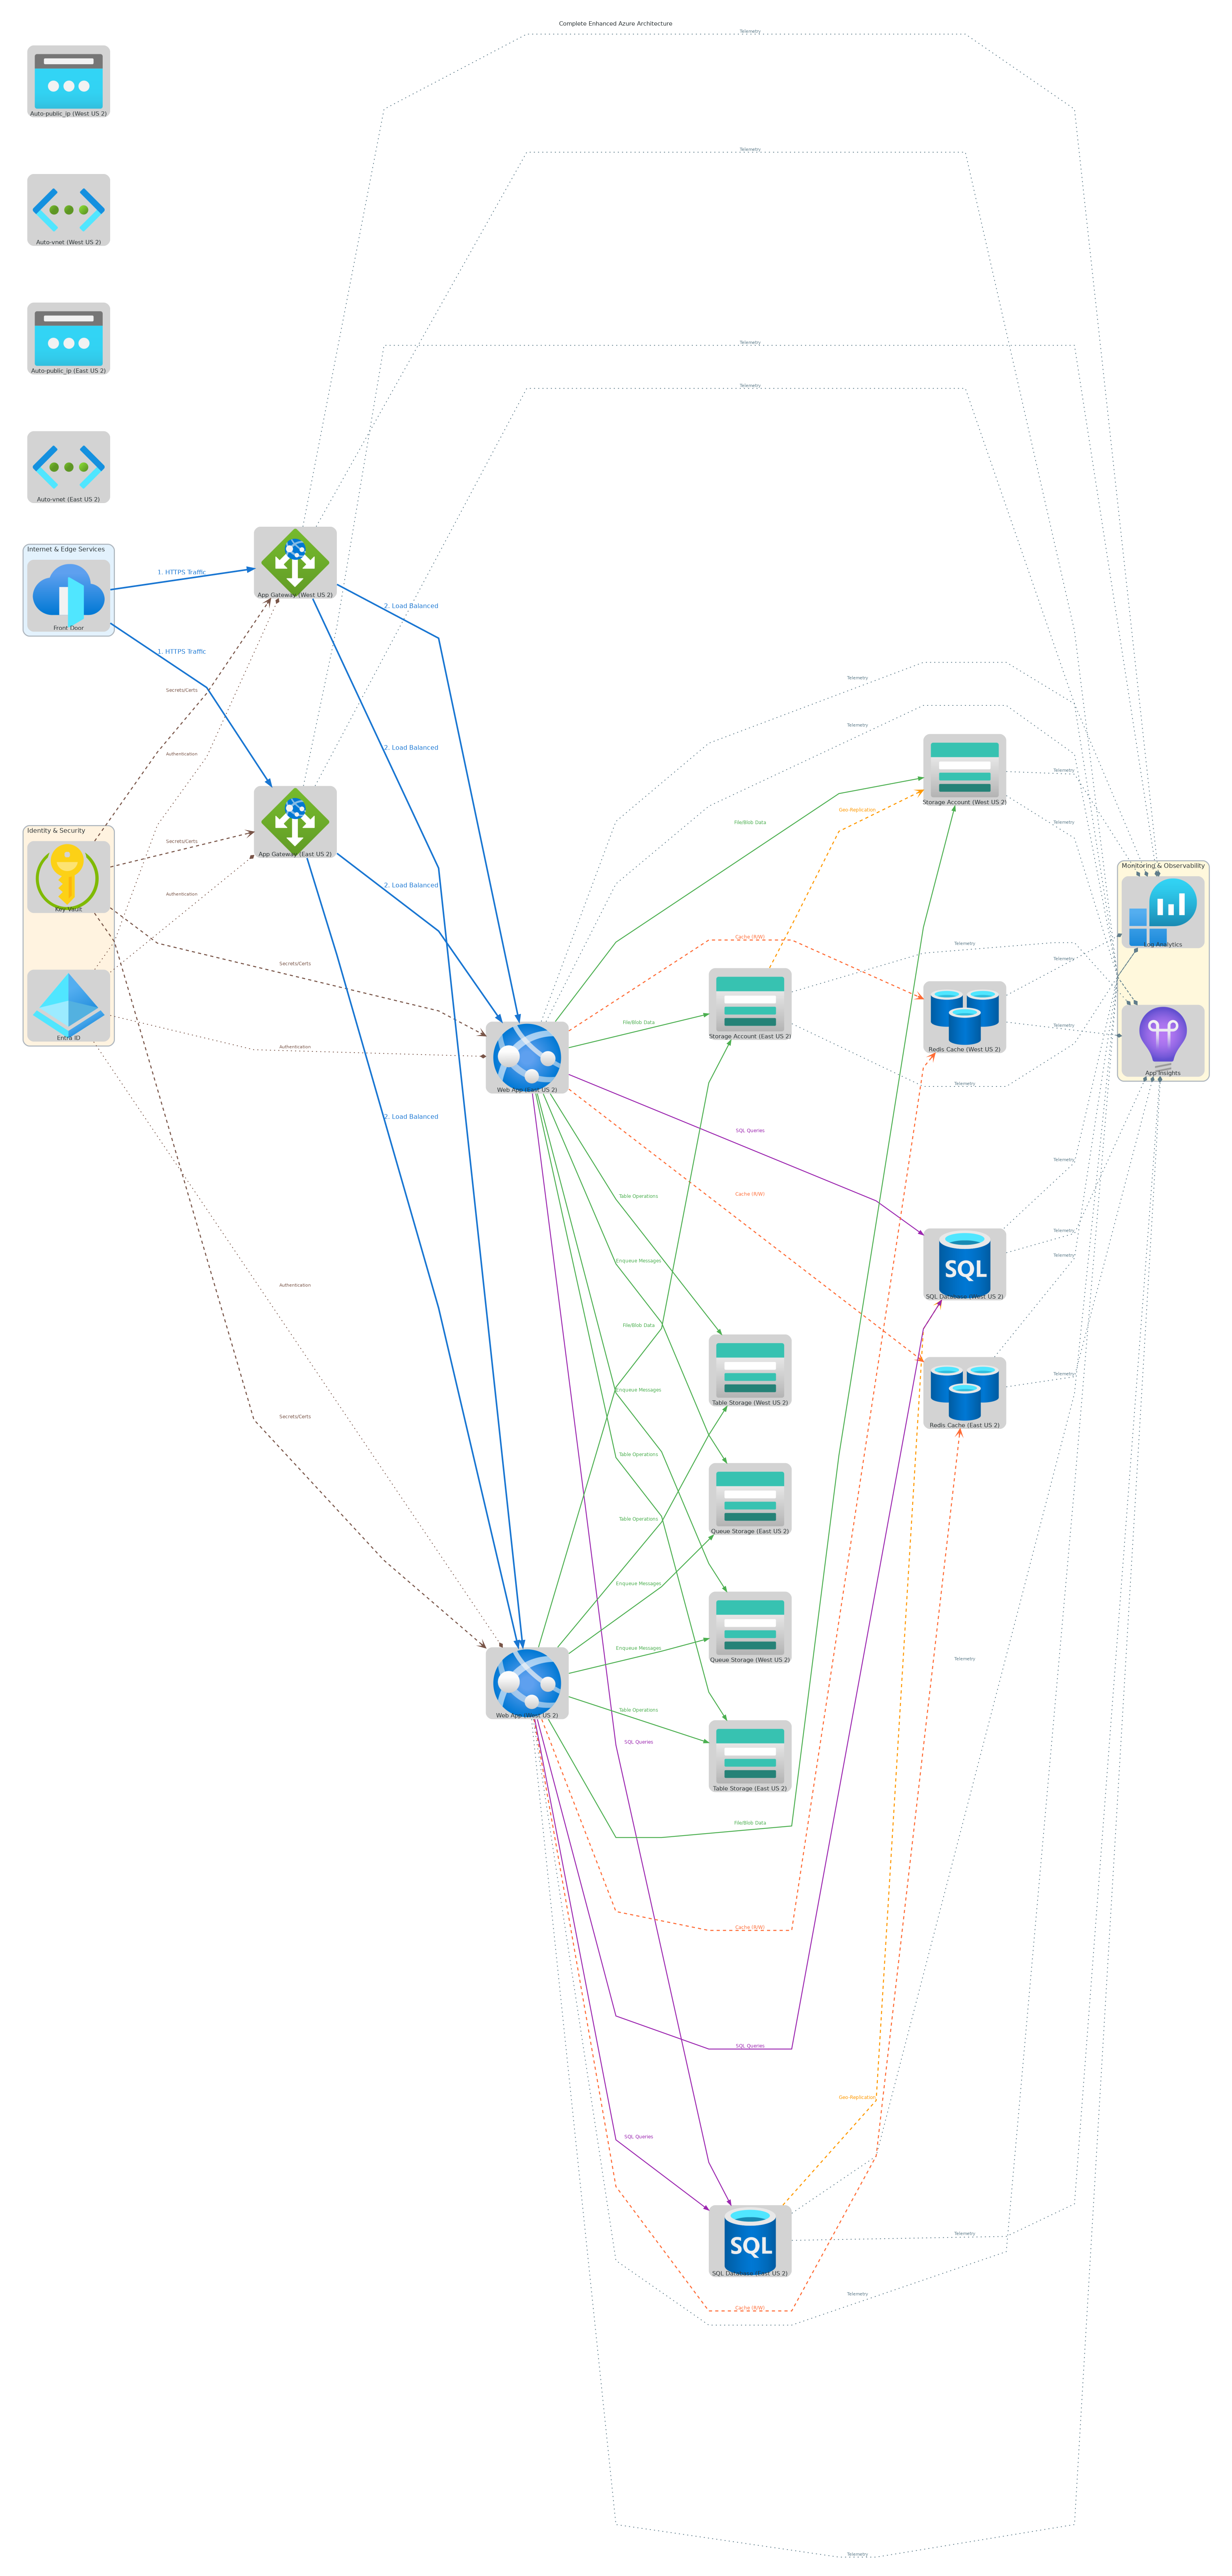 Complete Enhanced Azure Architecture
Telemetry
Auto-public_ip (West US 2)
Telemetry
Auto-vnet (West US 2)
Telemetry
Auto-public_ip (East US 2)
Telemetry
Auto-vnet (East US 2)
Internet & Edge Services
Front Door
1. HTTPS Traffic
1. HTTPS Traffic
App Gateway (West US 2)
2. Load Balanced
Secrets/Certs
Authentication
Telemetry
Telemetry
2. Load Balanced
Storage Account (West US 2)
Telemetry
Telemetry
File/Blob Data
Geo-Replication
Identity & Security
Key Vault
Entra ID
Secrets/Certs
Authentication
App Gateway (East US 2)
2. Load Balanced
Monitoring & Observability
Log Analytics
App Insights
Cache (R/W)
Telemetry
Telemetry
Secrets/Certs
File/Blob Data
Storage Account (East US 2)
Telemetry
Redis Cache (West US 2)
Authentication
Telemetry
Web App (East US 2)
2. Load Balanced
SQL Queries
Telemetry
Cache (R/W)
Table Operations
Telemetry
Telemetry
Enqueue Messages
Authentication
SQL Database (West US 2)
File/Blob Data
Telemetry
Enqueue Messages
Table Storage (West US 2)
Secrets/Certs
Redis Cache (East US 2)
Table Operations
Table Operations
Queue Storage (East US 2)
Enqueue Messages
Enqueue Messages
Queue Storage (West US 2)
Telemetry
Table Operations
Web App (West US 2)
SQL Queries
Table Storage (East US 2)
File/Blob Data
Cache (R/W)
SQL Queries
Geo-Replication
SQL Queries
SQL
SQL
Telemetry
SQL Database (East US 2)
Telemetry
Cache (R/W)
Telemetry